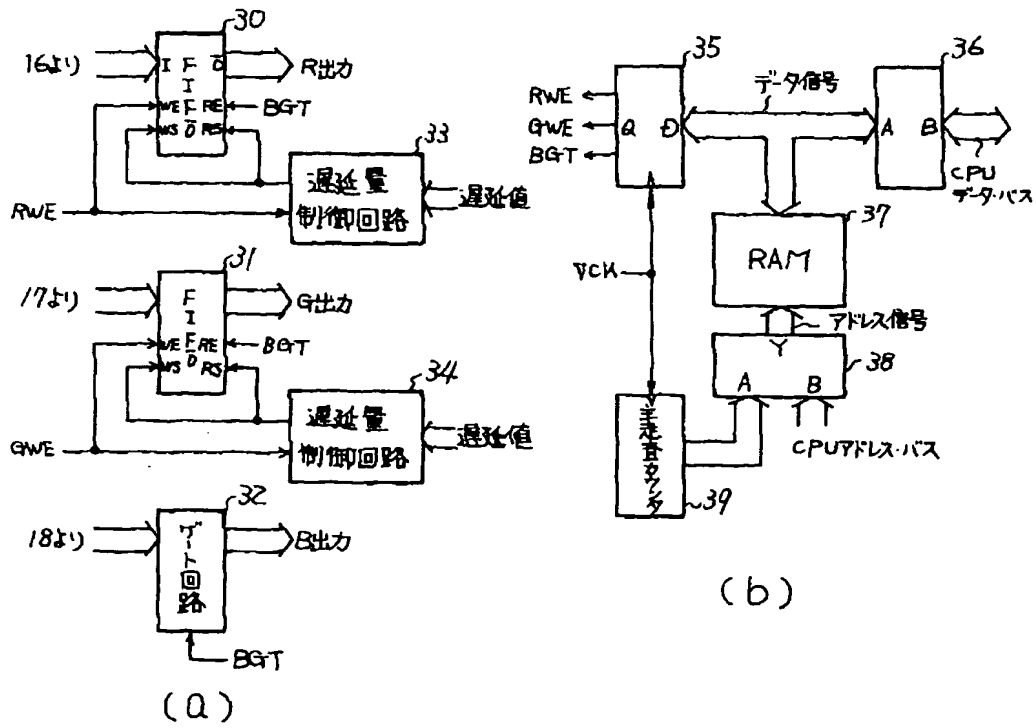 30
16より
I
FIFO
O̅
R出力
WE
RE
BGT
WS
RS
33
RWE
遅延量
制御回路
遅延値
31
17より
FIFO
G出力
WE
RE
BGT
WS
RS
34
GWE
遅延量
制御回路
遅延値
32
18より
ゲート回路
B出力
BGT
(a)
35
36
RWE
GWE
BGT
Q
D
データ信号
A
B
CPU
データ・バス
37
RAM
VCK
アドレス信号
Y
38
A
B
CPUアドレス・バス
主走査カウンタ
39
(b)